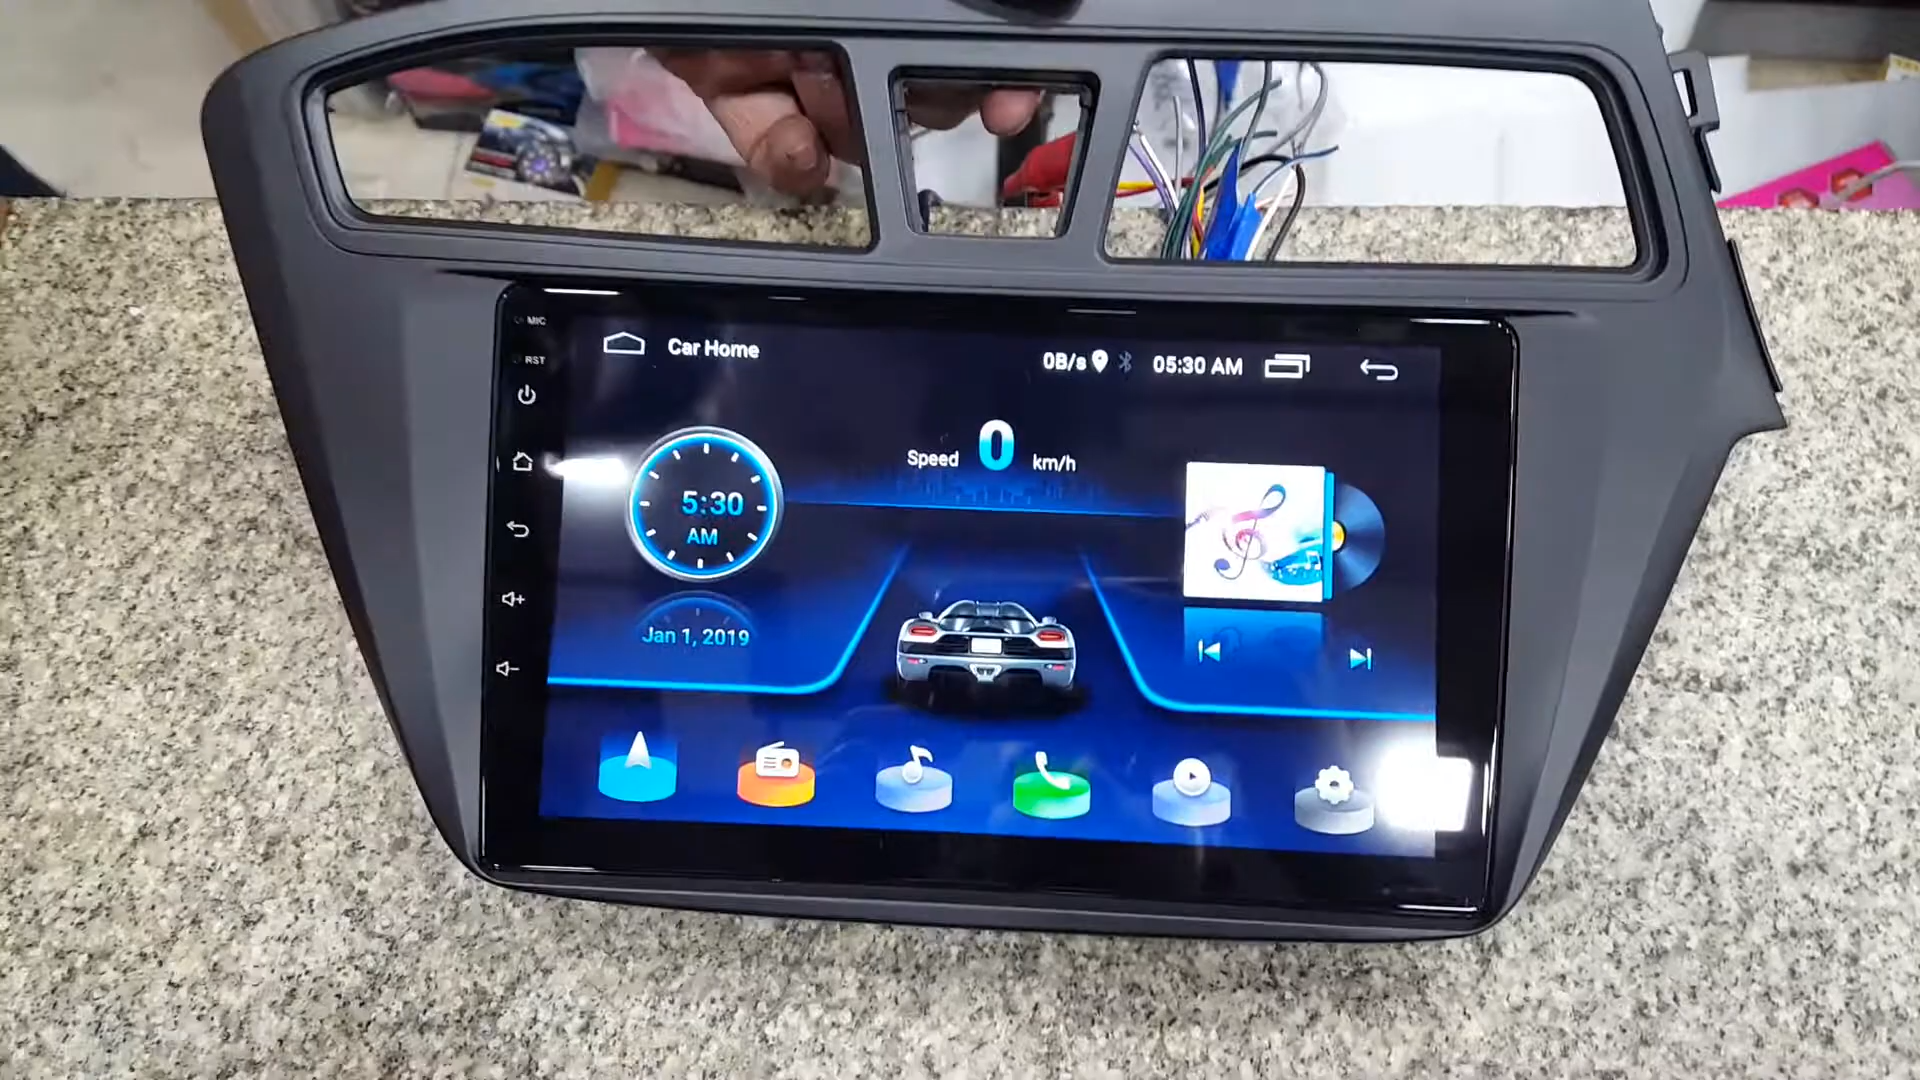 MIC
RST
Car Home
0B/s
05:30 AM
Speed 0 km/h
5:30
AM
Jan 1, 2019